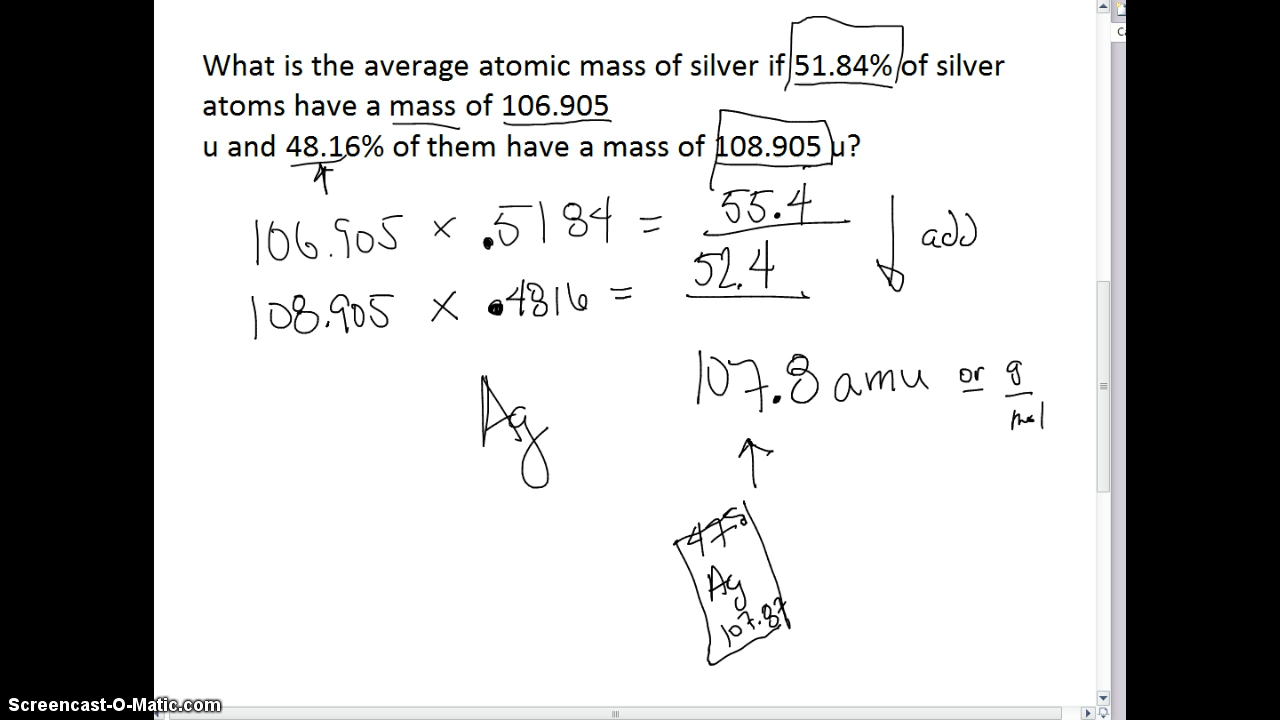 What is the average atomic mass of silver if 51.84% of silver
atoms have a mass of 106.905
u and 48.16% of them have a mass of 108.905 u?
106.905 × .5184 = 55.4
108.905 × .4816 = 52.4
add
107.8 amu or g
mol
Ag
47
Ag
107.87
Screencast-O-Matic.com